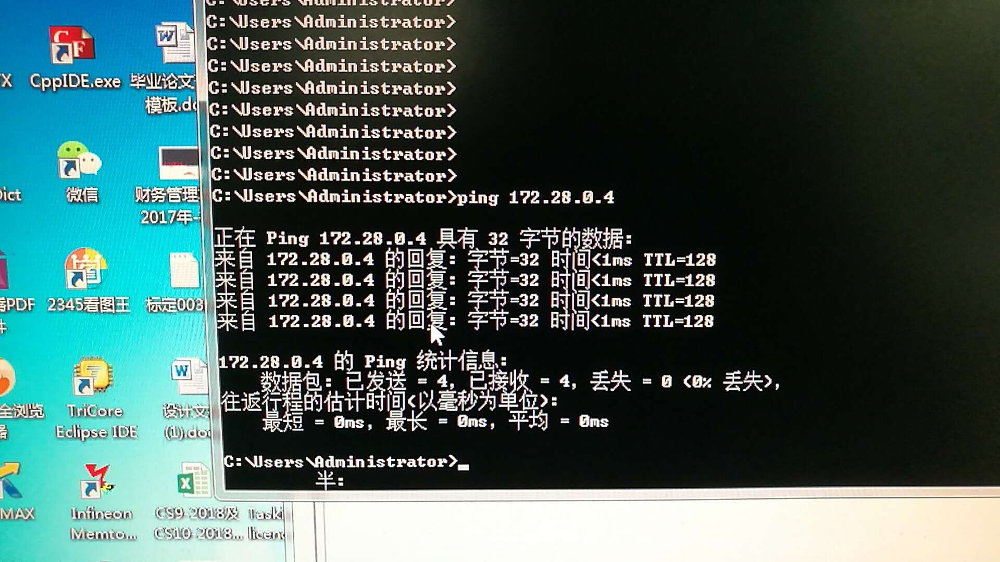 C:\Users\Administrator>
C:\Users\Administrator>
C:\Users\Administrator>
C:\Users\Administrator>
C:\Users\Administrator>
C:\Users\Administrator>
C:\Users\Administrator>
C:\Users\Administrator>
C:\Users\Administrator>
C:\Users\Administrator>ping 172.28.0.4
正在 Ping 172.28.0.4 具有 32 字节的数据:
来自 172.28.0.4 的回复: 字节=32 时间<1ms TTL=128
来自 172.28.0.4 的回复: 字节=32 时间<1ms TTL=128
来自 172.28.0.4 的回复: 字节=32 时间<1ms TTL=128
来自 172.28.0.4 的回复: 字节=32 时间<1ms TTL=128
172.28.0.4 的 Ping 统计信息:
数据包: 已发送 = 4, 已接收 = 4, 丢失 = 0 (0% 丢失),
往返行程的估计时间(以毫秒为单位):
最短 = 0ms, 最长 = 0ms, 平均 = 0ms
C:\Users\Administrator>
半:
X
CppIDE.exe
毕业论文
模板.do
ict
微信
财务管理
2017年-
PDF
件
2345看图王
标定003
全浏览
器
TriCore
Eclipse IDE
设计文
(1).doc
MAX
Infineon
Memto...
CS9-2018及
CS10-2018...
Taski
licen